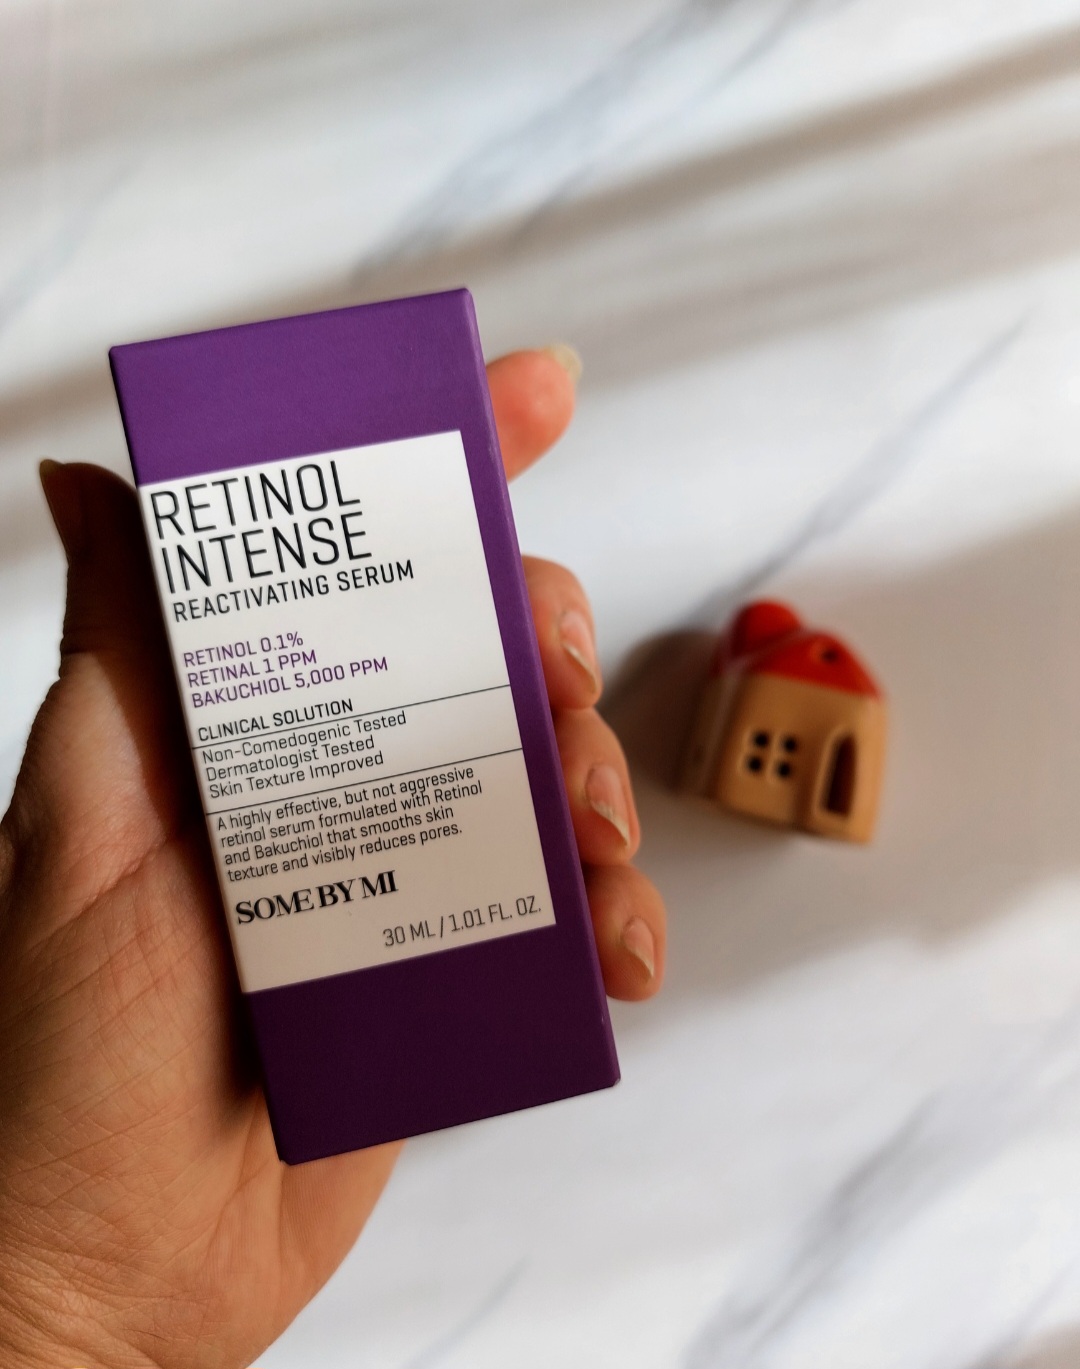 RETINOL
INTENSE
REACTIVATING SERUM
RETINOL 0.1%
RETINAL 1 PPM
BAKUCHIOL 5,000 PPM
CLINICAL SOLUTION
Non-Comedogenic Tested
Dermatologist Tested
Skin Texture Improved
A highly effective, but not aggressive
retinol serum formulated with Retinol
and Bakuchiol that smooths skin
texture and visibly reduces pores.
SOME BY MI
30 ML / 1.01 FL. OZ.